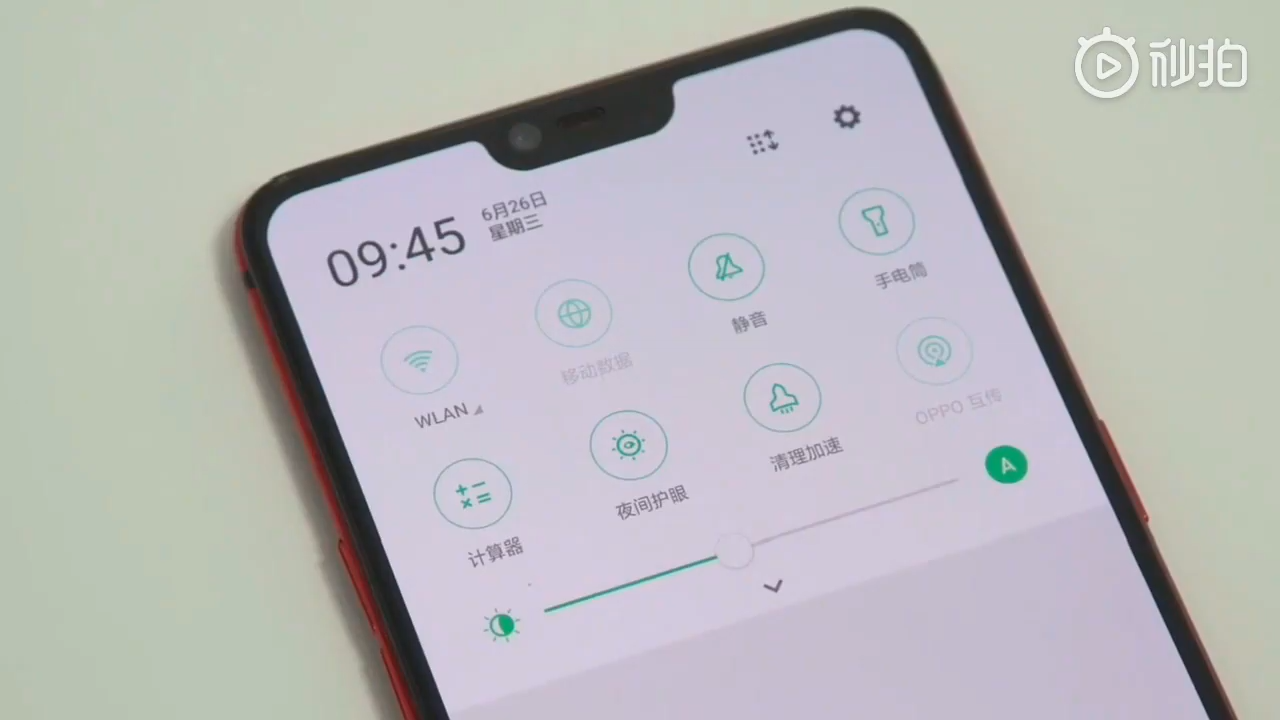 秒拍
09:45
6月26日
星期三
WLAN
移动数据
静音
手电筒
计算器
夜间护眼
清理加速
OPPO 互传
A